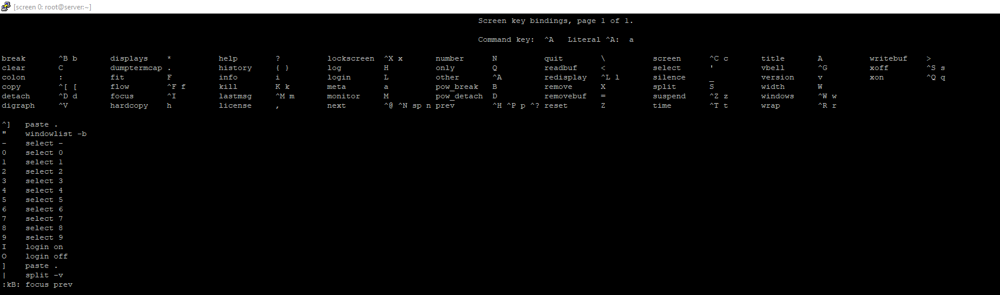 [screen 0: root@server:~]
Screen key bindings, page 1 of 1.
Command key:  ^A   Literal ^A:  a
break       ^B b       displays    *          help        ?          lockscreen  ^X x       number      N          quit        \          screen      ^C c       title       A          writebuf    >
clear       C          dumptermcap .          history     { }        log         H          only        Q          readbuf     <          select      '          vbell       ^G         xoff        ^S s
colon       :          fit         F          info        i          login       L          other       ^A         redisplay   ^L l       silence     _          version     v          xon         ^Q q
copy        ^[ [       flow        ^F f       kill        K k        meta        a          pow_break   B          remove      X          split       S          width       W
detach      ^D d       focus       ^I         lastmsg     ^M m       monitor     M          pow_detach  D          removebuf   =          suspend     ^Z z       windows     ^W w
digraph     ^V         hardcopy    h          license     ,          next        ^@ ^N sp n prev        ^H ^P p ^? reset       Z          time        ^T t       wrap        ^R r
^]   paste .
"    windowlist -b
-    select -
0    select 0
1    select 1
2    select 2
3    select 3
4    select 4
5    select 5
6    select 6
7    select 7
8    select 8
9    select 9
I    login on
O    login off
]    paste .
|    split -v
:kB: focus prev